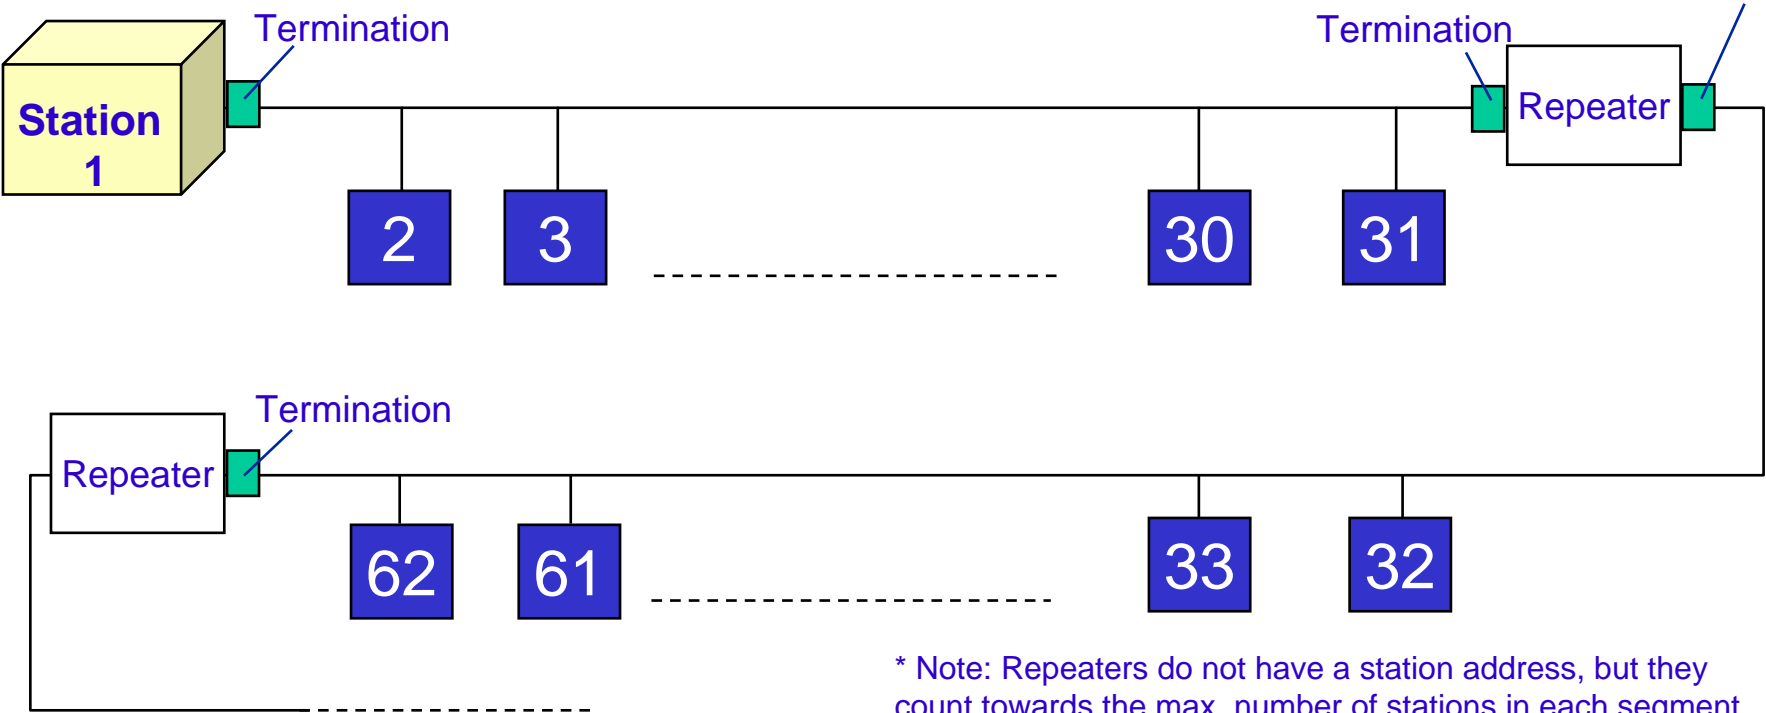 Termination
Termination
Station
1
Repeater
2
3
30
31
Termination
Repeater
62
61
33
32
* Note: Repeaters do not have a station address, but they
count towards the max. number of stations in each segment